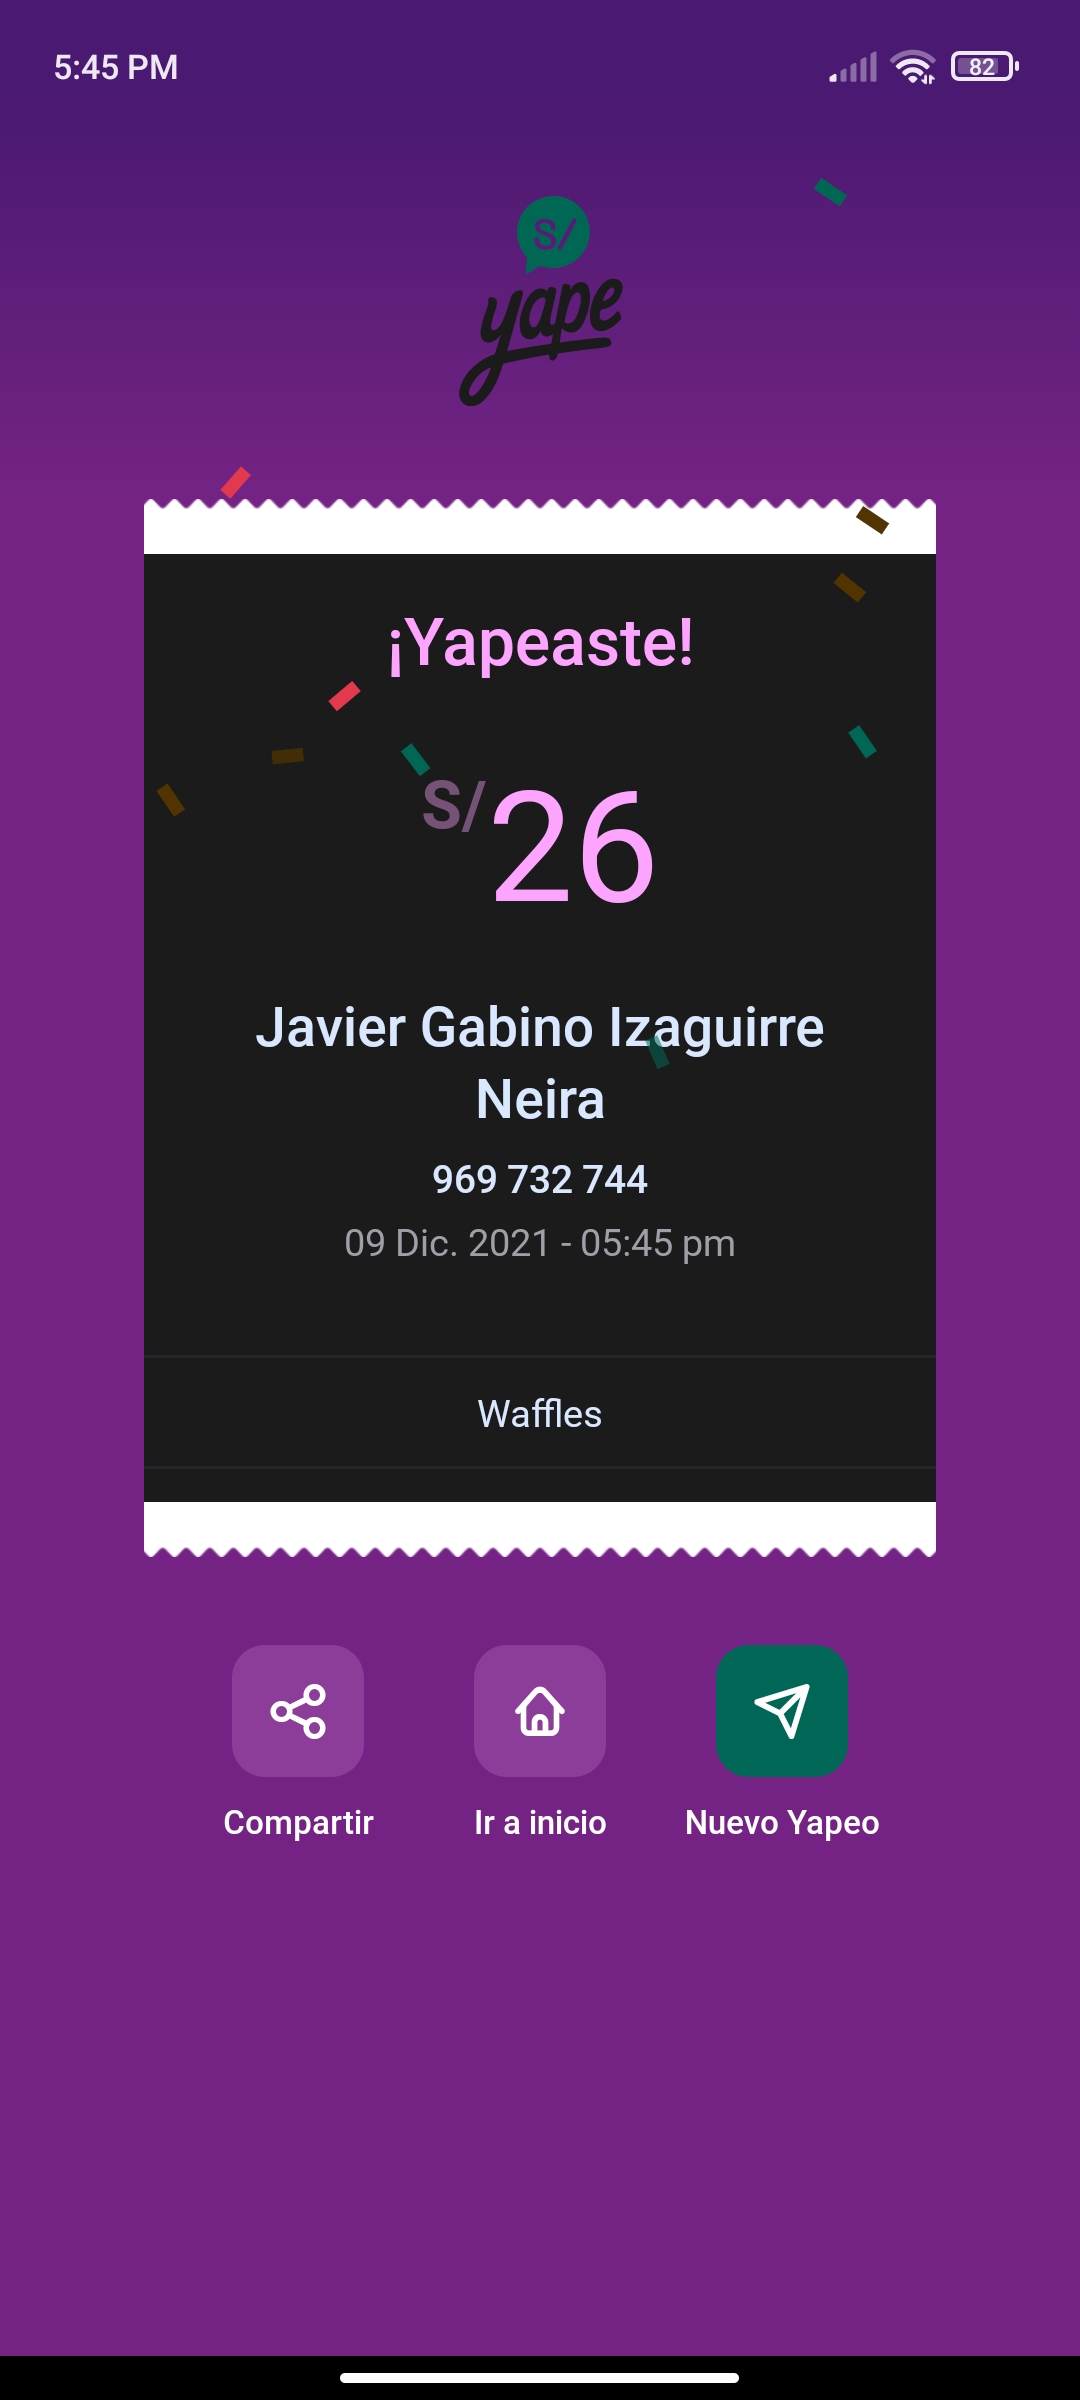 5:45 PM
82
S/
yape
¡Yapeaste!
S/26
Javier Gabino Izaguirre
Neira
969 732 744
09 Dic. 2021 - 05:45 pm
Waffles
Compartir
Ir a inicio
Nuevo Yapeo